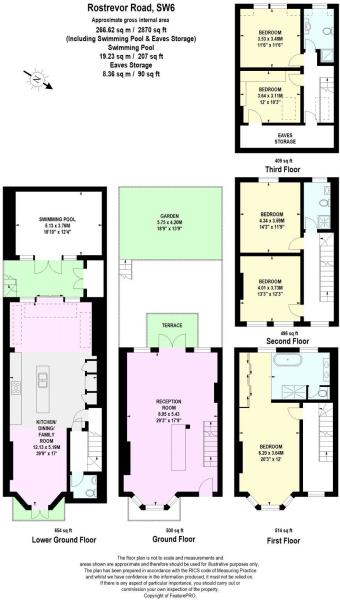 Rostrevor Road, SW6
Approximate gross internal area
266.62 sq m / 2870 sq ft
(Including Swimming Pool & Eaves Storage)
Swimming Pool
19.23 sq m / 207 sq ft
Eaves Storage
8.36 sq m / 90 sq ft
N
BEDROOM
3.53 x 3.49M
11'6" x 11'6"
BEDROOM
3.64 x 3.11M
12' x 10'3"
EAVES
STORAGE
409 sq ft
Third Floor
SWIMMING POOL
5.13 x 3.76M
16'10" x 12'4"
GARDEN
5.75 x 4.20M
18'9" x 13'9"
BEDROOM
4.34 x 3.59M
14'3" x 11'9"
BEDROOM
4.01 x 3.73M
13'3" x 12'3"
495 sq ft
Second Floor
TERRACE
KITCHEN/
DINING/
FAMILY
ROOM
12.13 x 5.19M
39'9" x 17'
RECEPTION
ROOM
8.95 x 5.43
29'3" x 17'9"
BEDROOM
6.20 x 3.64M
20'3" x 12'
654 sq ft
Lower Ground Floor
500 sq ft
Ground Floor
514 sq ft
First Floor
The floor plan is not to scale and measurements and
areas shown are approximate and therefore should be used for illustrative purposes only.
The plan has been prepared in accordance with the RICS code of Measuring Practice
and whilst we have confidence in the information produced, it must not be relied on.
If there is any aspect of particular importance, you should carry out or
commission your own inspection of the property.
Copyright of FeaturePRO.